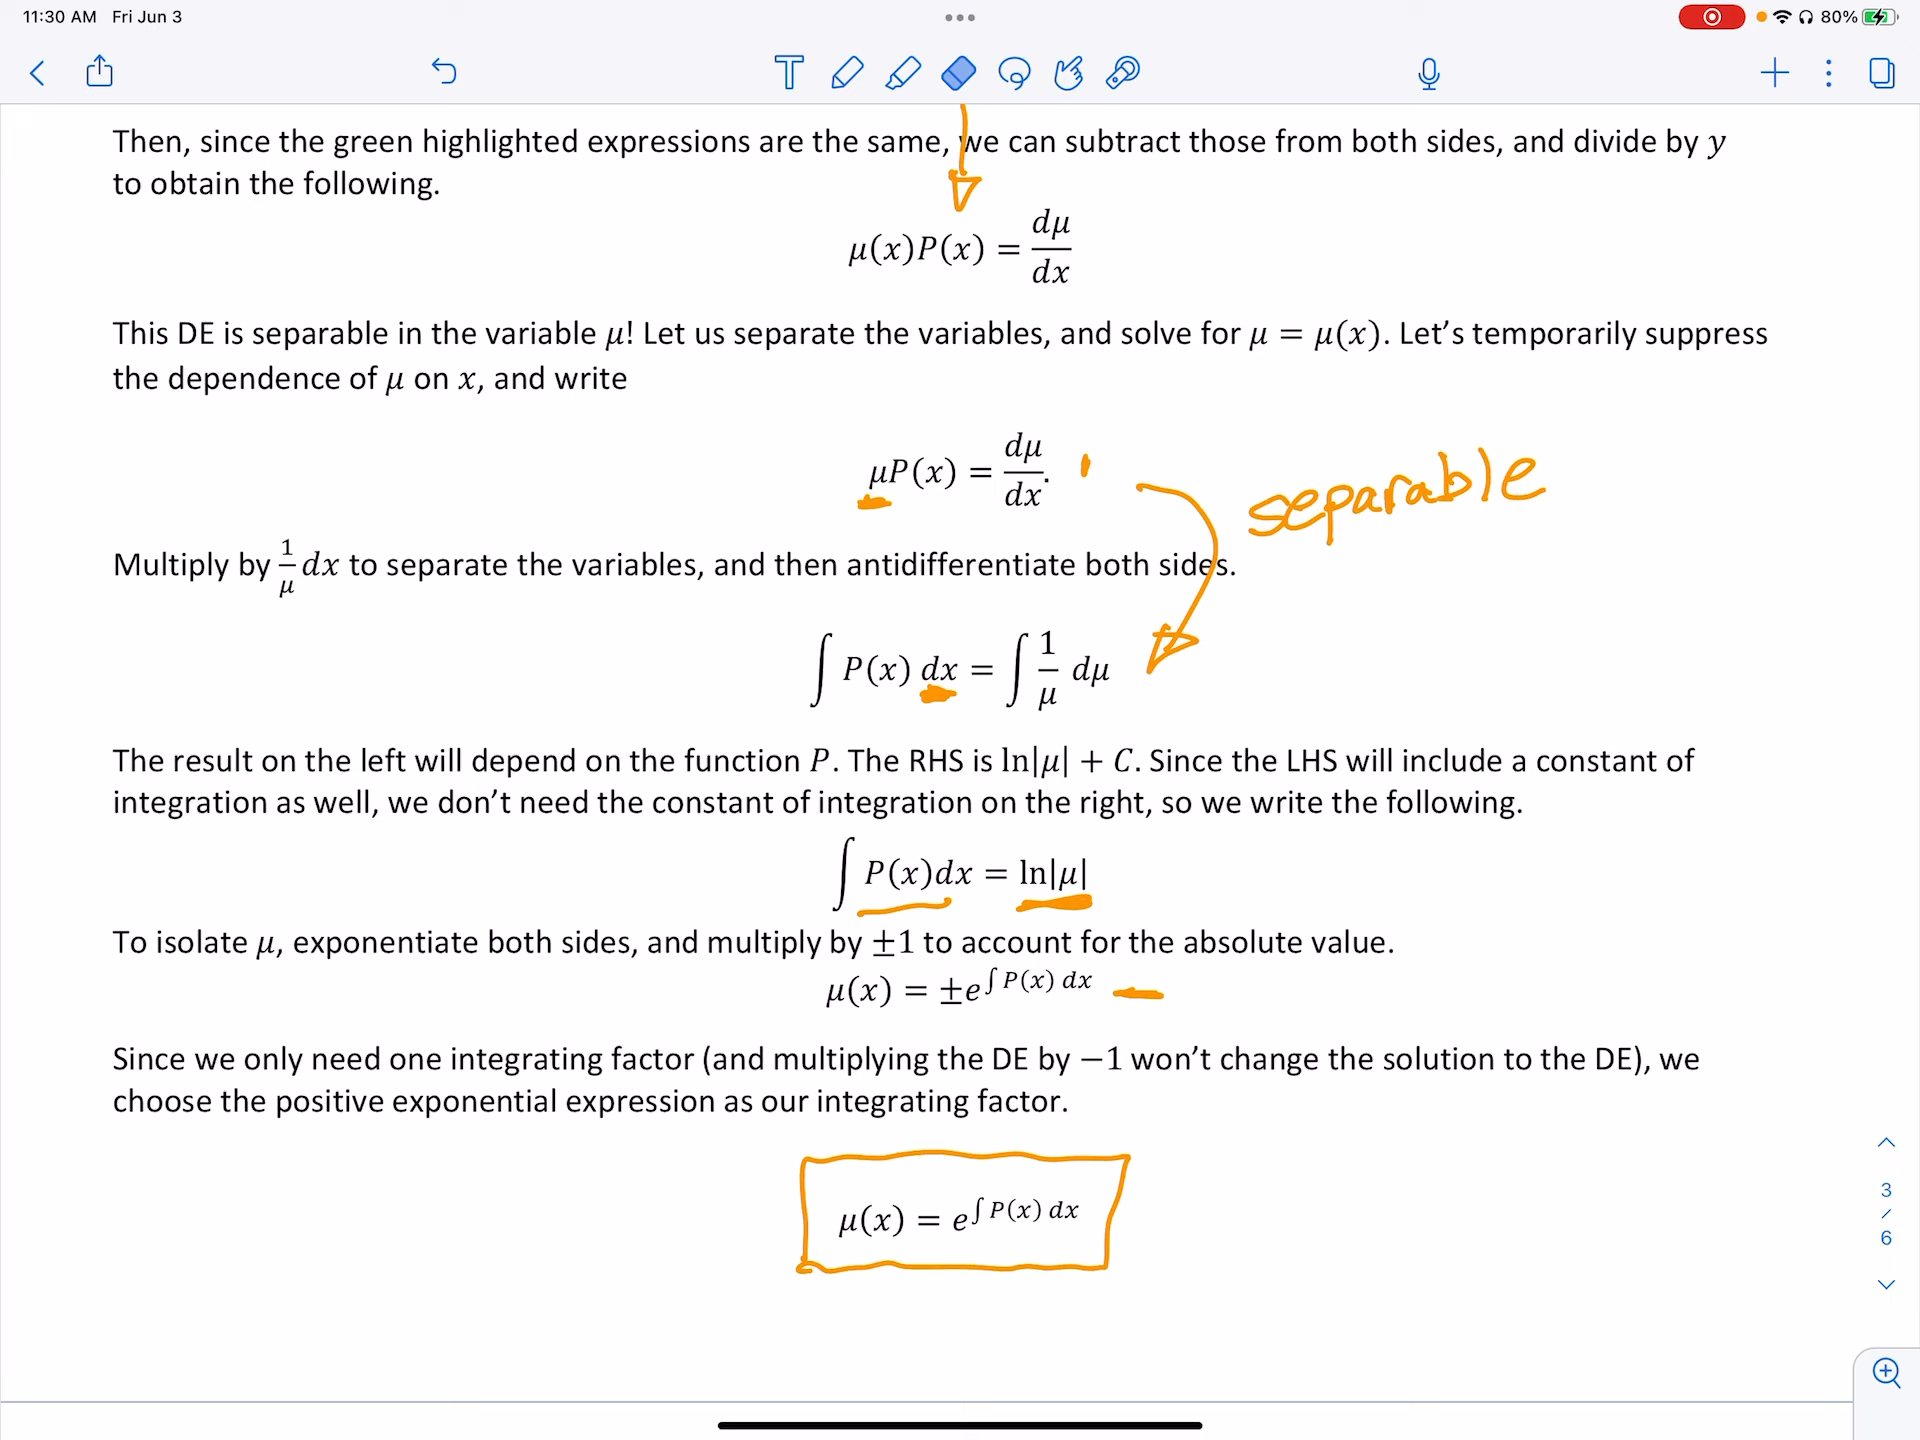 11:30 AM Fri Jun 3
80%
Then, since the green highlighted expressions are the same, we can subtract those from both sides, and divide by y
to obtain the following.
μ(x)P(x) = dμ/dx
This DE is separable in the variable μ! Let us separate the variables, and solve for μ = μ(x). Let’s temporarily suppress
the dependence of μ on x, and write
μP(x) = dμ/dx.
separable
Multiply by 1/μ dx to separate the variables, and then antidifferentiate both sides.
∫ P(x) dx = ∫ 1/μ dμ
The result on the left will depend on the function P. The RHS is ln|μ| + C. Since the LHS will include a constant of
integration as well, we don’t need the constant of integration on the right, so we write the following.
∫ P(x)dx = ln|μ|
To isolate μ, exponentiate both sides, and multiply by ±1 to account for the absolute value.
μ(x) = ±e^∫ P(x) dx
Since we only need one integrating factor (and multiplying the DE by −1 won’t change the solution to the DE), we
choose the positive exponential expression as our integrating factor.
μ(x) = e^∫ P(x) dx
3
/
6